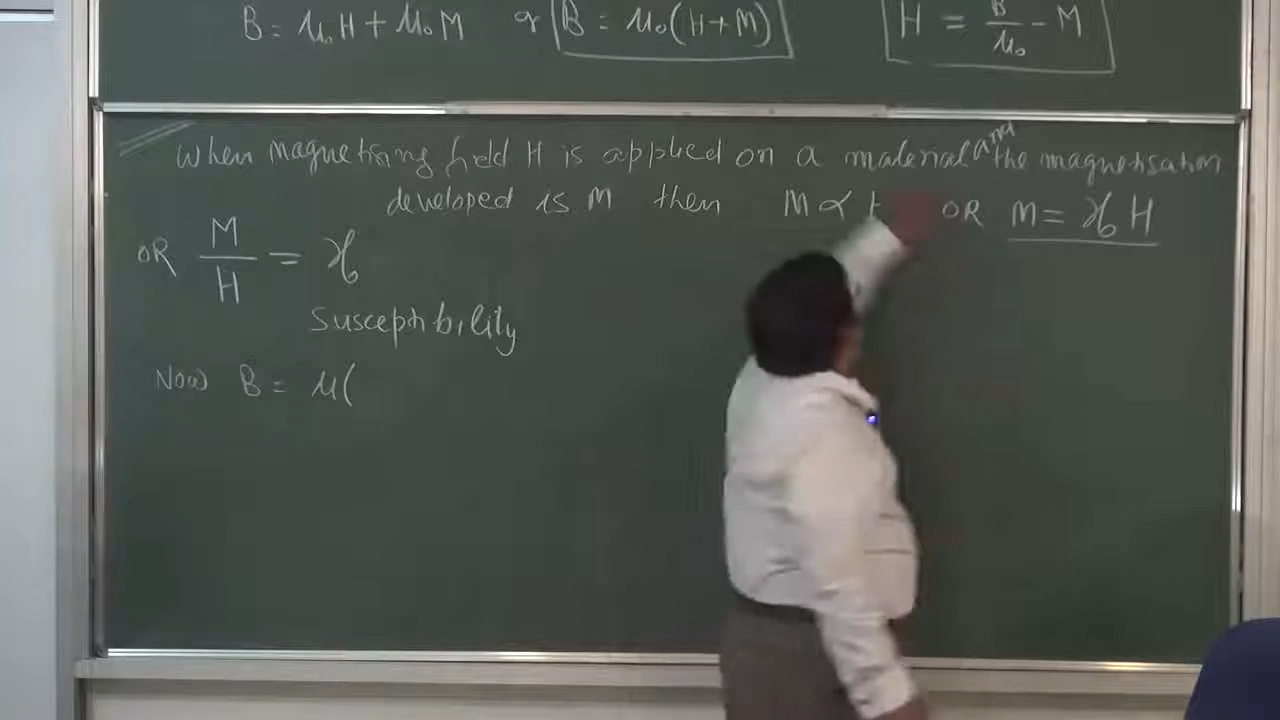 B = μ₀H + μ₀M or B = μ₀(H+M) H = B/μ₀ - M
When magnetising field H is applied on a material and the magnetisation
developed is M then M ∝ H OR M = χ H
OR M/H = χ
Susceptibility
Now B = μ(